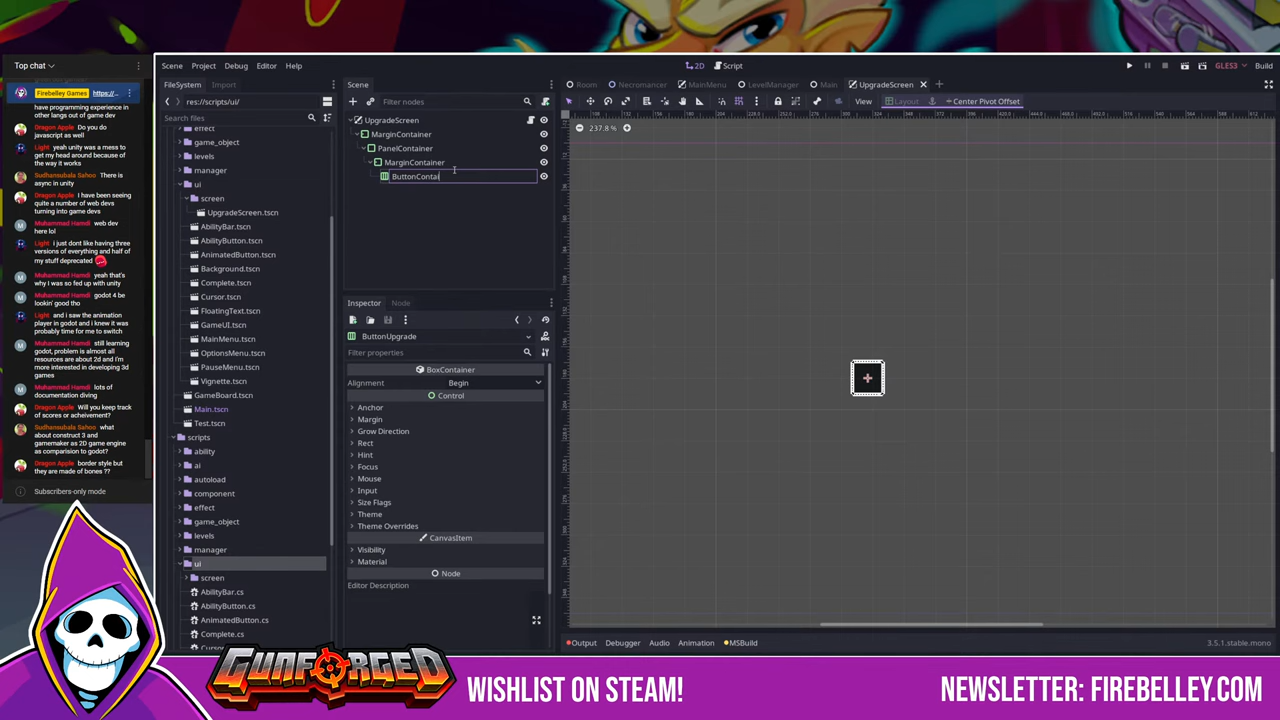 Top chat
Firebelley Games https://...
have programming experience in
other langs outside of game dev
Dragon Apple Do you do
javascript as well
Light yeah unity was a mess to
get my head around because of
the way it works
Sudhansubala Sahoo There is
async in unity
Dragon Apple I have been seeing
quite a number of web devs
turning into game devs
Muhammad Hamdi web dev
here lol
Light i just dont like having three
versions of everything and half of
my stuff deprecated
Muhammad Hamdi yeah that's
why I was so fed up with unity
Muhammad Hamdi godot 4 be
lookin' good tho
Light and i saw the animation
player in godot and i knew it was
probably time for me to switch
Muhammad Hamdi still learning
godot, problem is almost all
resources are about 2d and I'm
more interested in developing 3d
games
Muhammad Hamdi lots of
documentation diving
Dragon Apple Will you keep track
of scores or acheivement?
Sudhansubala Sahoo what
about construct 3 and
gamemaker as 2D game engine
as comparision to godot?
Dragon Apple border style but
they are made of bones ??
Subscribers-only mode
Scene Project Debug Editor Help
2D Script
GLES3 Build
FileSystem Import
res://scripts/ui/
Search files
effect
game_object
levels
manager
ui
screen
UpgradeScreen.tscn
AbilityBar.tscn
AbilityButton.tscn
AnimatedButton.tscn
Background.tscn
Complete.tscn
Cursor.tscn
FloatingText.tscn
GameUI.tscn
MainMenu.tscn
OptionsMenu.tscn
PauseMenu.tscn
Vignette.tscn
GameBoard.tscn
Main.tscn
Test.tscn
scripts
ability
ai
autoload
component
effect
game_object
levels
manager
ui
screen
AbilityBar.cs
AbilityButton.cs
AnimatedButton.cs
Complete.cs
Scene
Filter nodes
UpgradeScreen
MarginContainer
PanelContainer
MarginContainer
ButtonContai
Inspector Node
ButtonUpgrade
Filter properties
BoxContainer
Alignment Begin
Control
Anchor
Margin
Grow Direction
Rect
Hint
Focus
Mouse
Input
Size Flags
Theme
Theme Overrides
CanvasItem
Visibility
Material
Node
Editor Description
Room Necromancer MainMenu LevelManager Main UpgradeScreen
View Layout Center Pivot Offset
237.8 %
Output Debugger Audio Animation MSBuild
3.5.1.stable.mono
GUNFORGED
WISHLIST ON STEAM!
NEWSLETTER: FIREBELLEY.COM